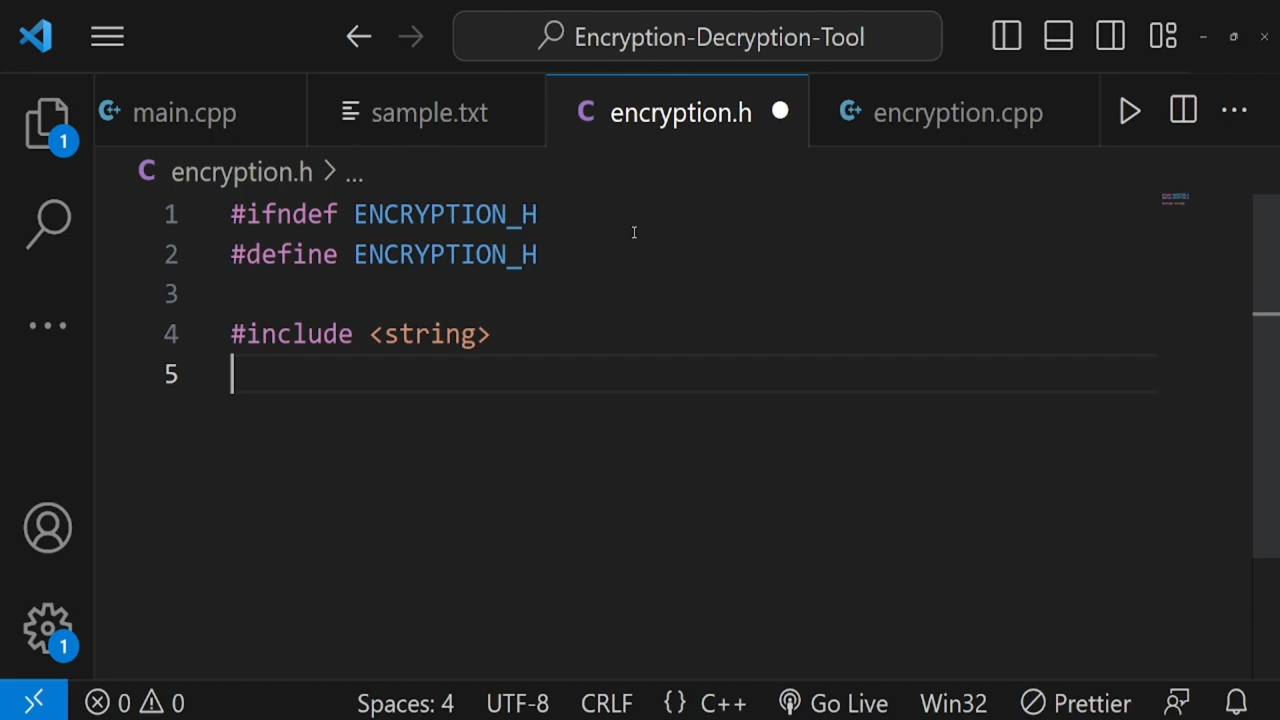 Encryption-Decryption-Tool
main.cpp sample.txt encryption.h encryption.cpp ...
1
C encryption.h > ...
1 #ifndef ENCRYPTION_H
2 #define ENCRYPTION_H
3
4 #include <string>
5
1
0 0 Spaces: 4 UTF-8 CRLF {} C++ Go Live Win32 Prettier